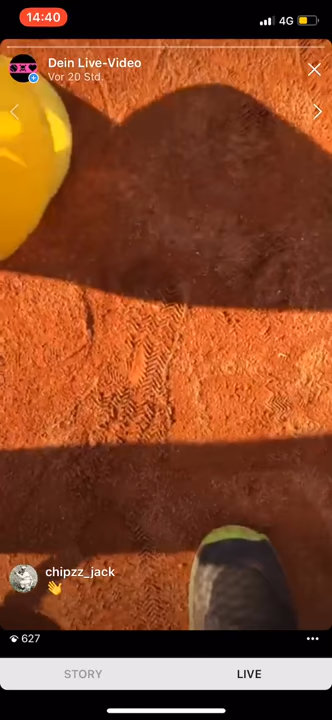 14:40
4G
Dein Live-Video
Vor 20 Std.
chipzz_jack
👋
627
STORY
LIVE